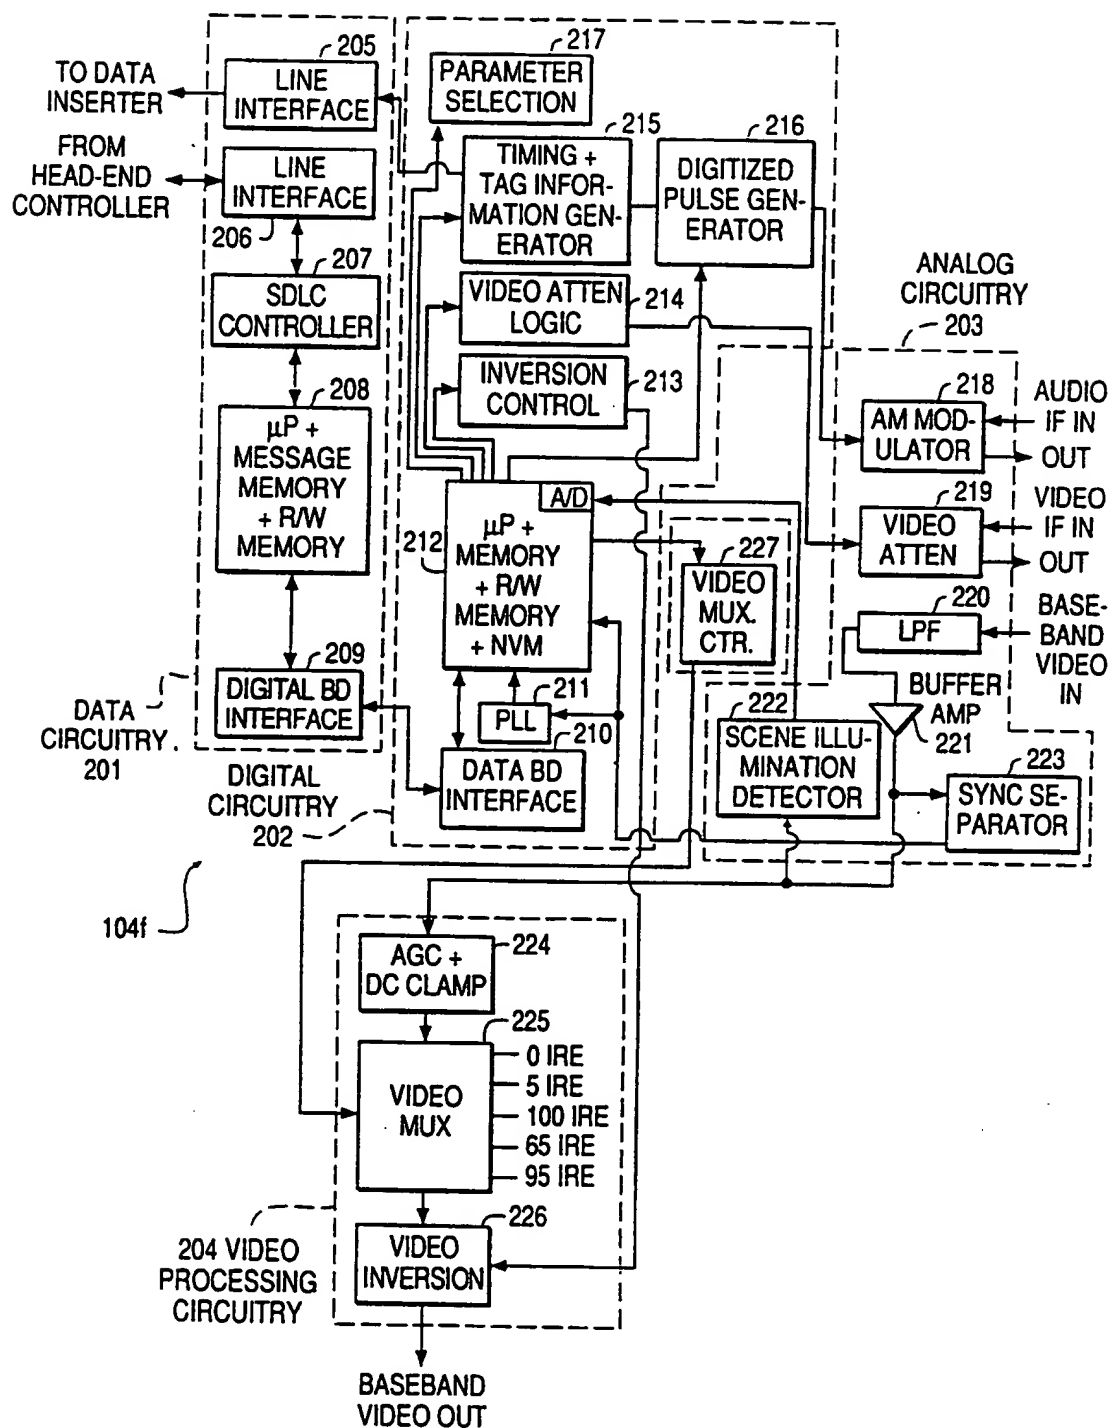 205
LINE
INTERFACE
TO DATA
INSERTER
FROM
HEAD-END
CONTROLLER
LINE
INTERFACE
206
207
SDLC
CONTROLLER
208
μP +
MESSAGE
MEMORY
+ R/W
MEMORY
209
DIGITAL BD
INTERFACE
DATA
CIRCUITRY
201
217
PARAMETER
SELECTION
215
TIMING +
TAG INFOR-
MATION GEN-
ERATOR
216
DIGITIZED
PULSE GEN-
ERATOR
VIDEO ATTEN
LOGIC
214
INVERSION
CONTROL
213
A/D
212
μP +
MEMORY
+ R/W
MEMORY
+ NVM
211
PLL
210
DATA BD
INTERFACE
DIGITAL
CIRCUITRY
202
227
VIDEO
MUX.
CTR.
ANALOG
CIRCUITRY
203
218
AM MOD-
ULATOR
AUDIO
IF IN
OUT
219
VIDEO
ATTEN
VIDEO
IF IN
OUT
220
LPF
BASE-
BAND
VIDEO
IN
BUFFER
AMP
221
222
SCENE ILLU-
MINATION
DETECTOR
223
SYNC SE-
PARATOR
104f
224
AGC +
DC CLAMP
225
VIDEO
MUX
0 IRE
5 IRE
100 IRE
65 IRE
95 IRE
226
VIDEO
INVERSION
204 VIDEO
PROCESSING
CIRCUITRY
BASEBAND
VIDEO OUT